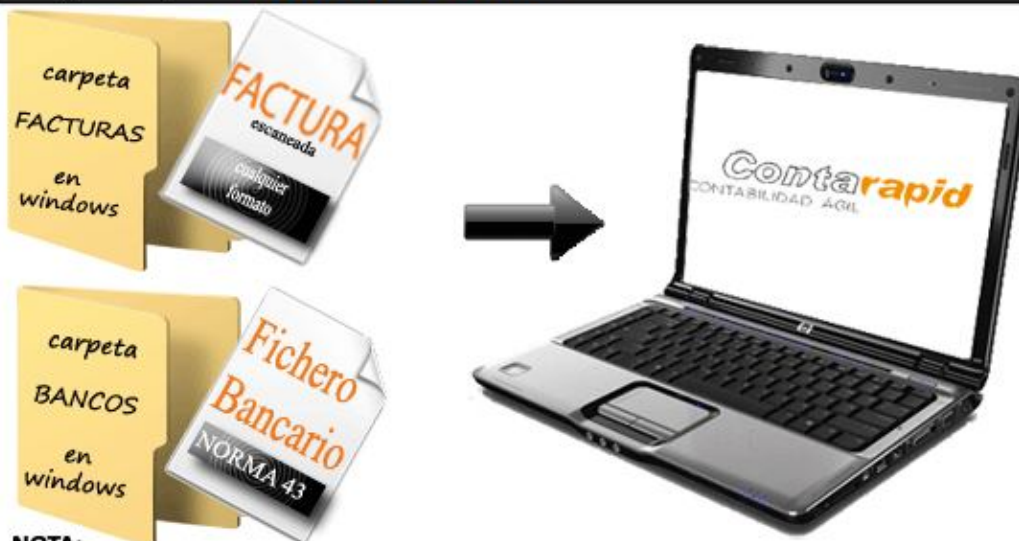 carpeta
FACTURAS
en
windows
FACTURA
escaneada
cualquier
formato
Contarapid
CONTABILIDAD AGIL
carpeta
BANCOS
en
windows
Fichero
Bancario
NORMA 43
NOTA: